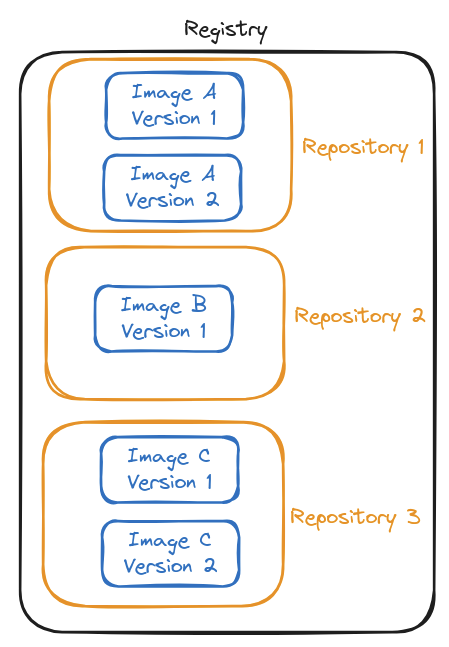 Registry
Image A
Version 1
Repository 1
Image A
Version 2
Image B
Version 1
Repository 2
Image C
Version 1
Repository 3
Image C
Version 2